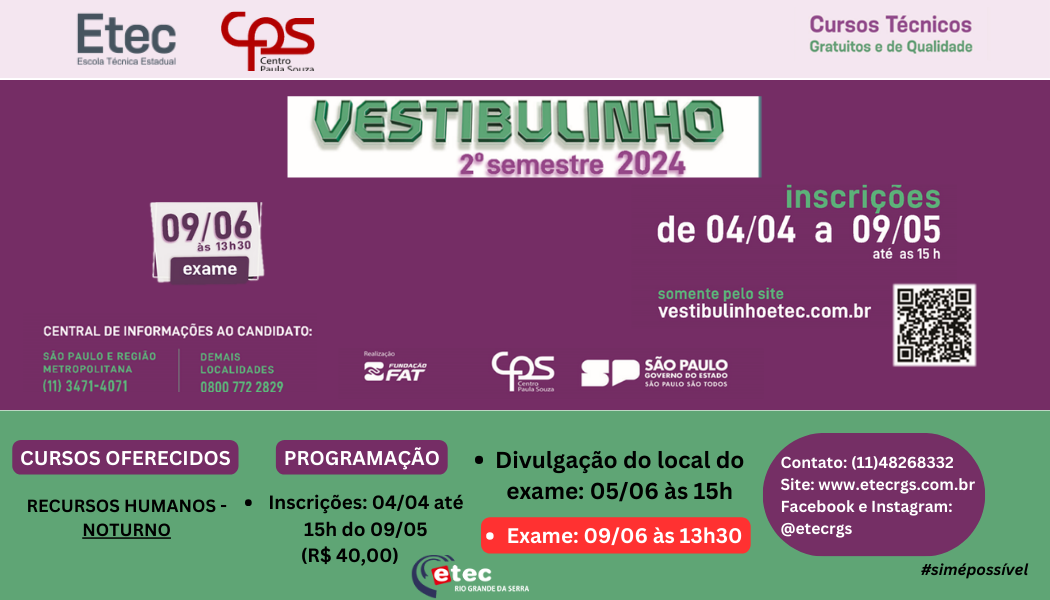 Etec
Escola Técnica Estadual
CPS
Centro
Paula Souza
Cursos Técnicos
Gratuitos e de Qualidade
VESTIBULINHO
2º semestre 2024
09/06
às 13h30
exame
inscrições
de 04/04 a 09/05
até as 15 h
somente pelo site
vestibulinhoetec.com.br
CENTRAL DE INFORMAÇÕES AO CANDIDATO:
SÃO PAULO E REGIÃO
METROPOLITANA
(11) 3471-4071
DEMAIS
LOCALIDADES
0800 772 2829
Realização
FUNDAÇÃO
FAT
CPS
Centro
Paula Souza
SP
SÃO PAULO
GOVERNO DO ESTADO
SÃO PAULO SÃO TODOS
CURSOS OFERECIDOS
RECURSOS HUMANOS -
NOTURNO
PROGRAMAÇÃO
• Inscrições: 04/04 até
15h do 09/05
(R$ 40,00)
• Divulgação do local do
exame: 05/06 às 15h
• Exame: 09/06 às 13h30
etec
RIO GRANDE DA SERRA
Contato: (11)48268332
Site: www.etecrgs.com.br
Facebook e Instagram:
@etecrgs
#simépossível